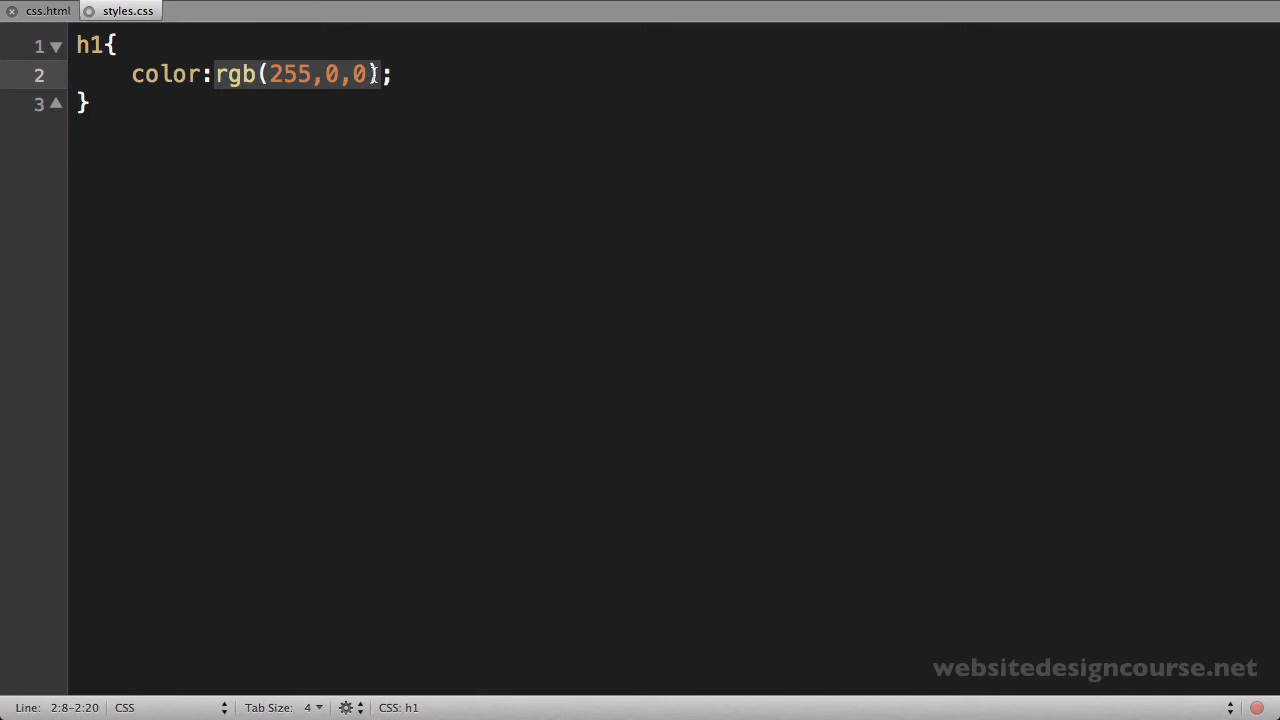 css.html styles.css
1 h1{
2 color:rgb(255,0,0);
3 }
websitedesigncourse.net
Line: 2:8-2:20 CSS Tab Size: 4 CSS: h1